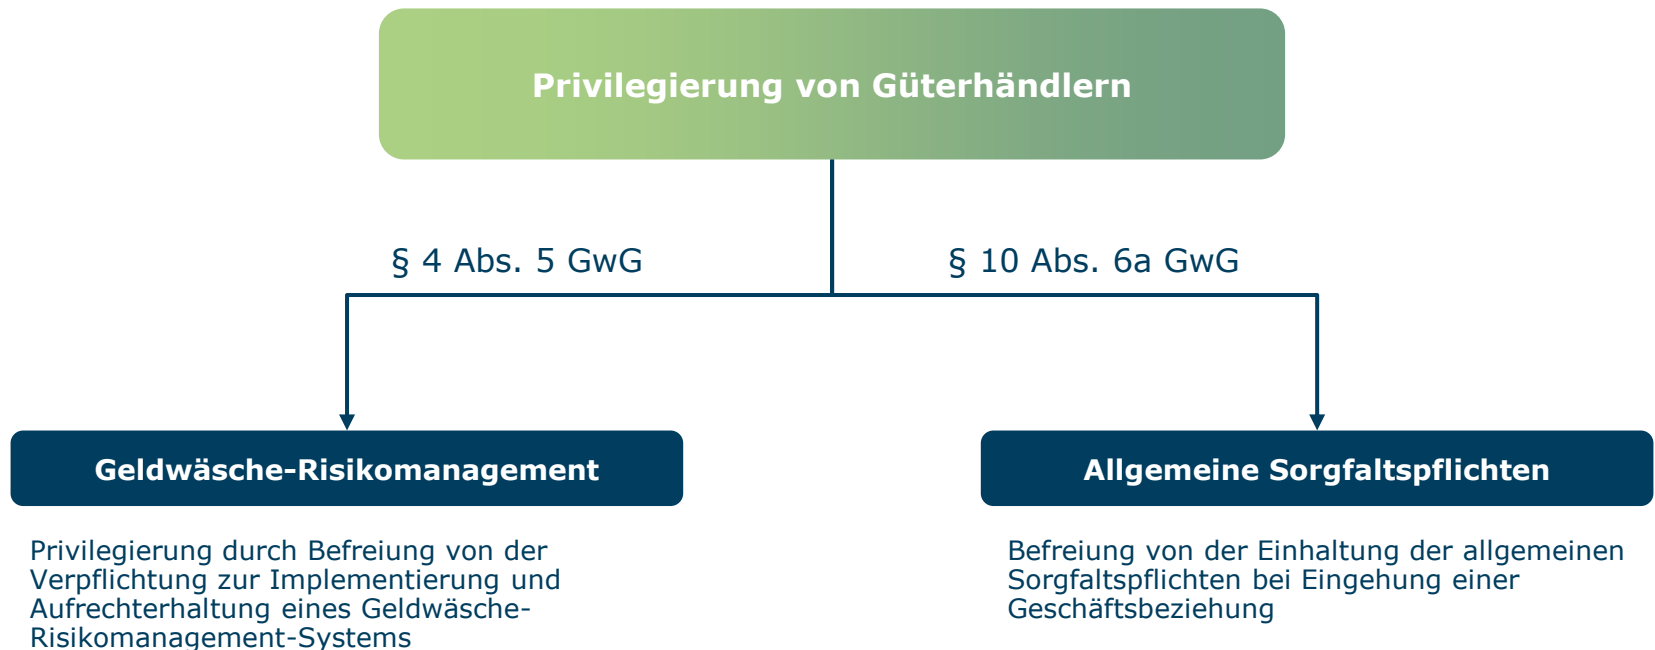 Privilegierung von Güterhändlern
§ 4 Abs. 5 GwG
§ 10 Abs. 6a GwG
Geldwäsche-Risikomanagement
Allgemeine Sorgfaltspflichten
Privilegierung durch Befreiung von der
Verpflichtung zur Implementierung und
Aufrechterhaltung eines Geldwäsche-
Risikomanagement-Systems
Befreiung von der Einhaltung der allgemeinen
Sorgfaltspflichten bei Eingehung einer
Geschäftsbeziehung